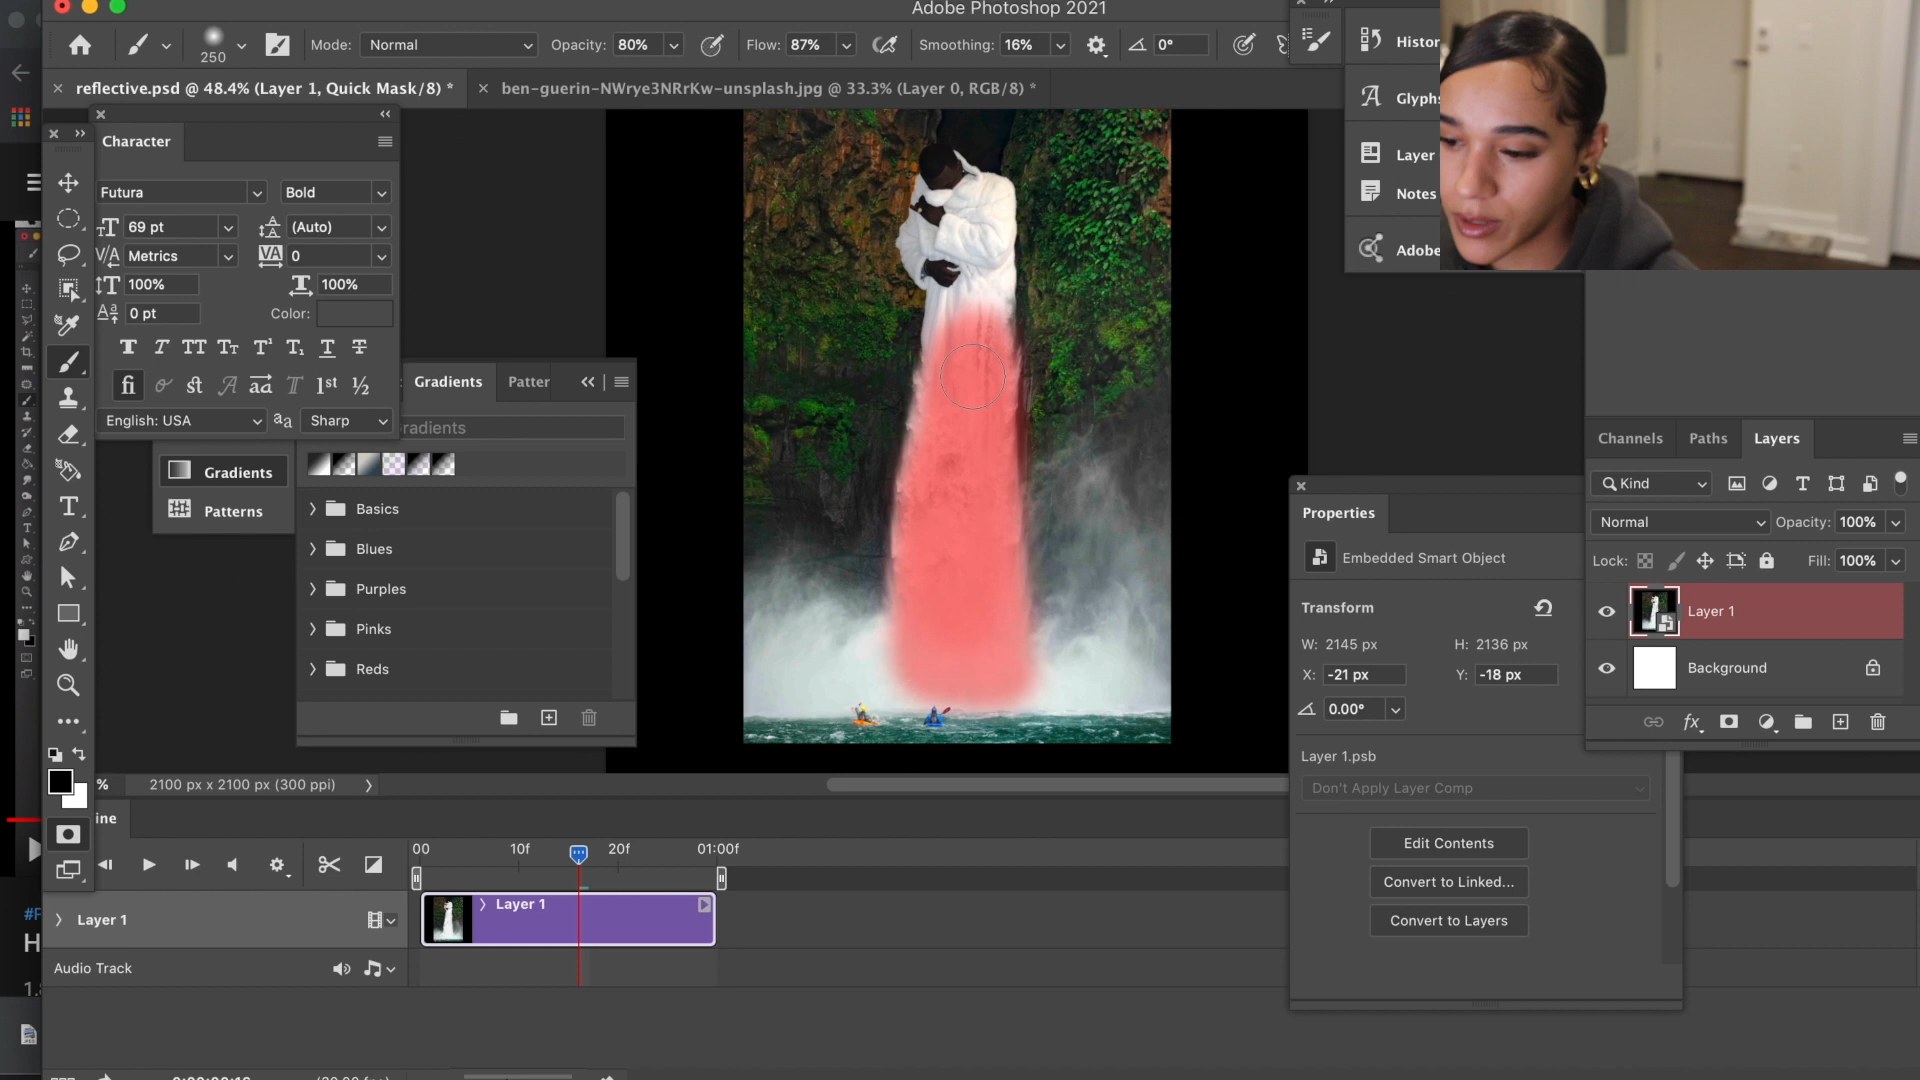 Adobe Photoshop 2021
250
Mode: Normal
Opacity: 80%
Flow: 87%
Smoothing: 16%
0°
reflective.psd @ 48.4% (Layer 1, Quick Mask/8) *
ben-guerin-NWrye3NRrKw-unsplash.jpg @ 33.3% (Layer 0, RGB/8) *
Character
Futura
Bold
69 pt
(Auto)
Metrics
0
100%
100%
0 pt
Color:
English: USA
Sharp
Gradients
Patter
radients
Gradients
Patterns
Basics
Blues
Purples
Pinks
Reds
%
2100 px x 2100 px (300 ppi)
ine
00
10f
20f
01:00f
Layer 1
Layer 1
Audio Track
Histor
Glyphs
Layer
Notes
Adobe
Properties
Embedded Smart Object
Transform
W: 2145 px
H: 2136 px
X: -21 px
Y: -18 px
0.00°
Layer 1.psb
Don't Apply Layer Comp
Edit Contents
Convert to Linked...
Convert to Layers
Channels
Paths
Layers
Kind
Normal
Opacity: 100%
Lock:
Fill: 100%
Layer 1
Background